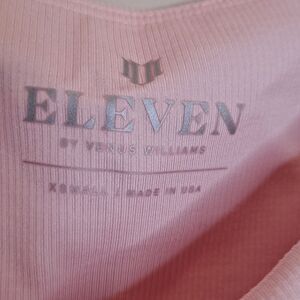 ELEVEN
BY VENUS WILLIAMS
XSMALL | MADE IN USA